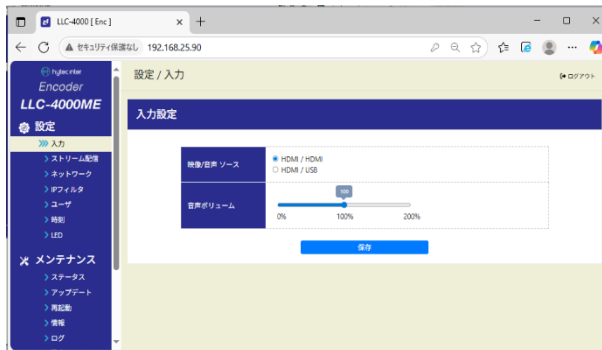 LLC-4000 [ Enc ]
セキュリティ保護なし 192.168.25.90
hytec inter
Encoder
LLC-4000ME
設定
入力
ストリーム配信
ネットワーク
IPフィルタ
ユーザ
時刻
LED
メンテナンス
ステータス
アップデート
再起動
情報
ログ
設定 / 入力
ログアウト
入力設定
映像/音声 ソース
HDMI / HDMI
HDMI / USB
音声ボリューム
100
0% 100% 200%
保存